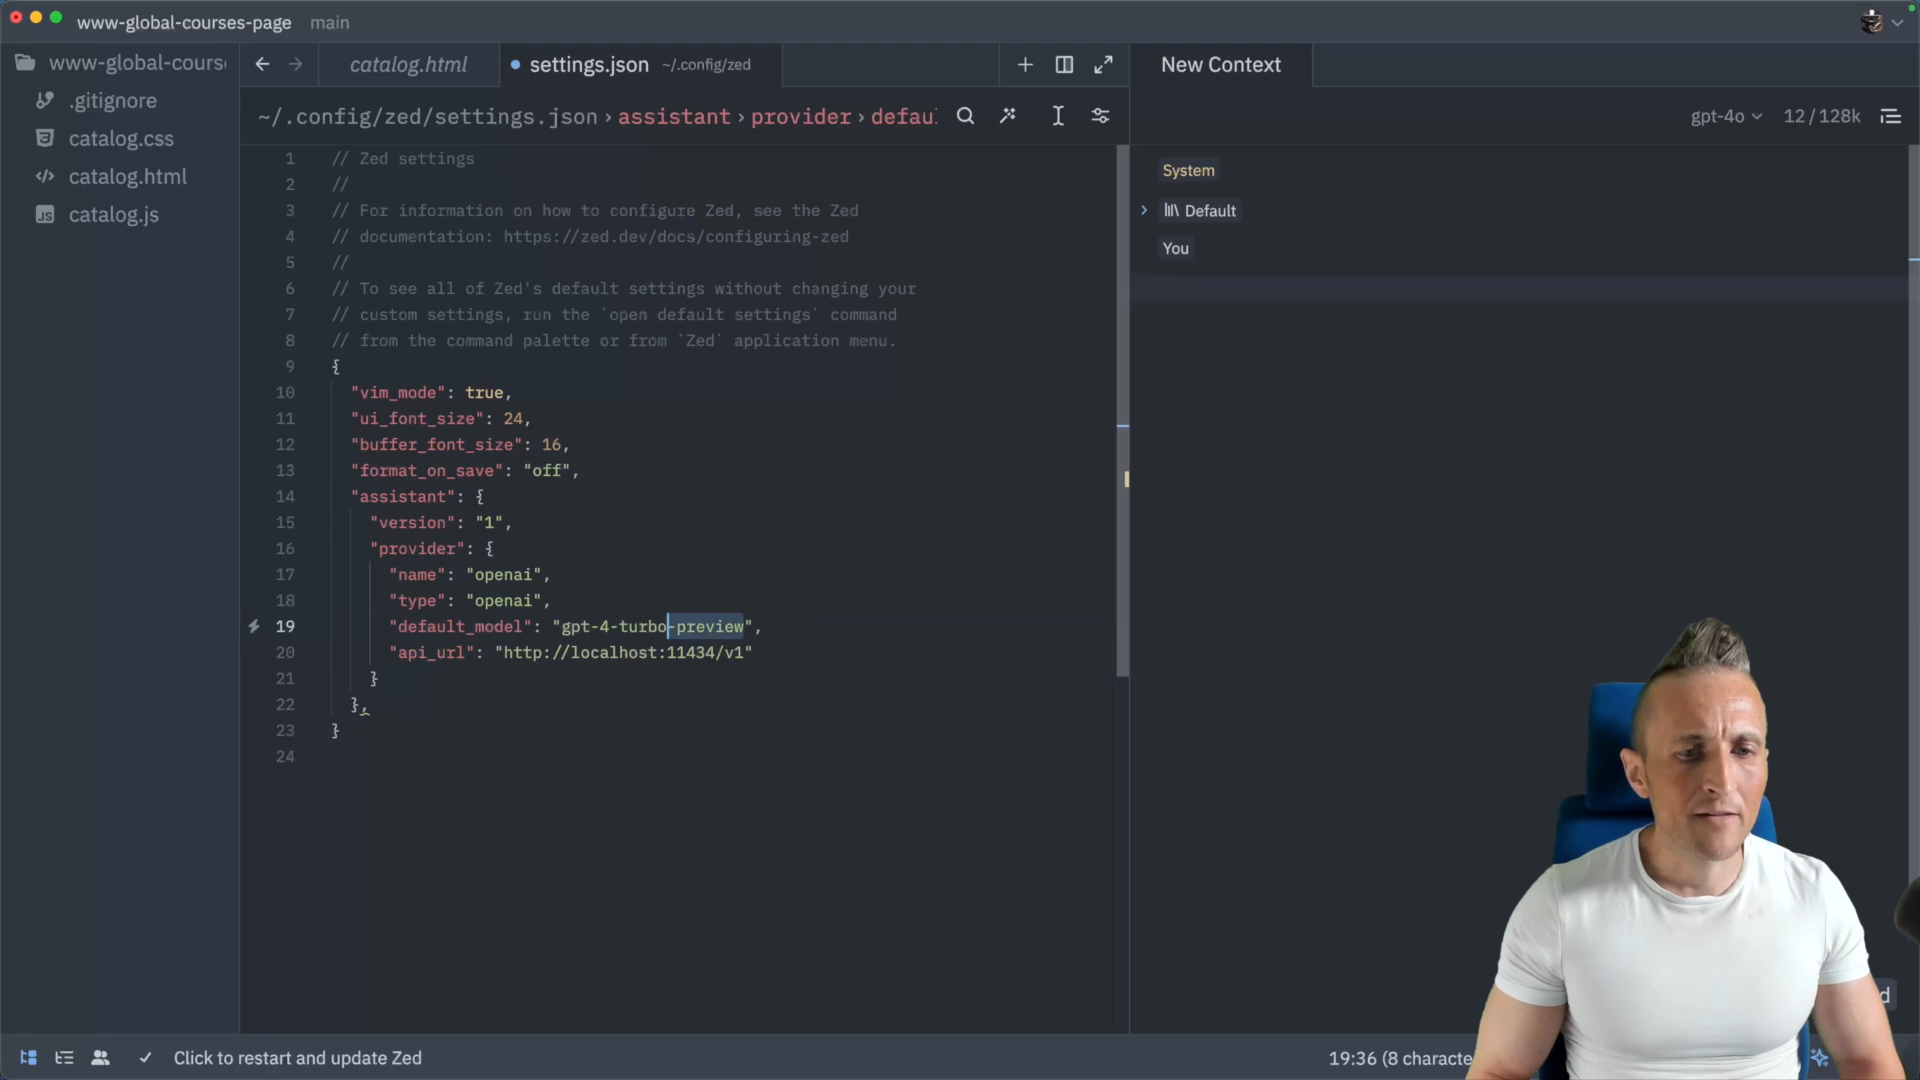 www-global-courses-page main
www-global-cours
.gitignore
catalog.css
catalog.html
catalog.js
catalog.html
settings.json ~/.config/zed
~/.config/zed/settings.json › assistant › provider › defau
1 // Zed settings
2 //
3 // For information on how to configure Zed, see the Zed
4 // documentation: https://zed.dev/docs/configuring-zed
5 //
6 // To see all of Zed's default settings without changing your
7 // custom settings, run the `open default settings` command
8 // from the command palette or from `Zed` application menu.
9 {
10 "vim_mode": true,
11 "ui_font_size": 24,
12 "buffer_font_size": 16,
13 "format_on_save": "off",
14 "assistant": {
15 "version": "1",
16 "provider": {
17 "name": "openai",
18 "type": "openai",
19 "default_model": "gpt-4-turbo-preview",
20 "api_url": "http://localhost:11434/v1"
21 }
22 },
23 }
24
New Context
gpt-4o 12/128k
System
Default
You
d
Click to restart and update Zed
19:36 (8 characte